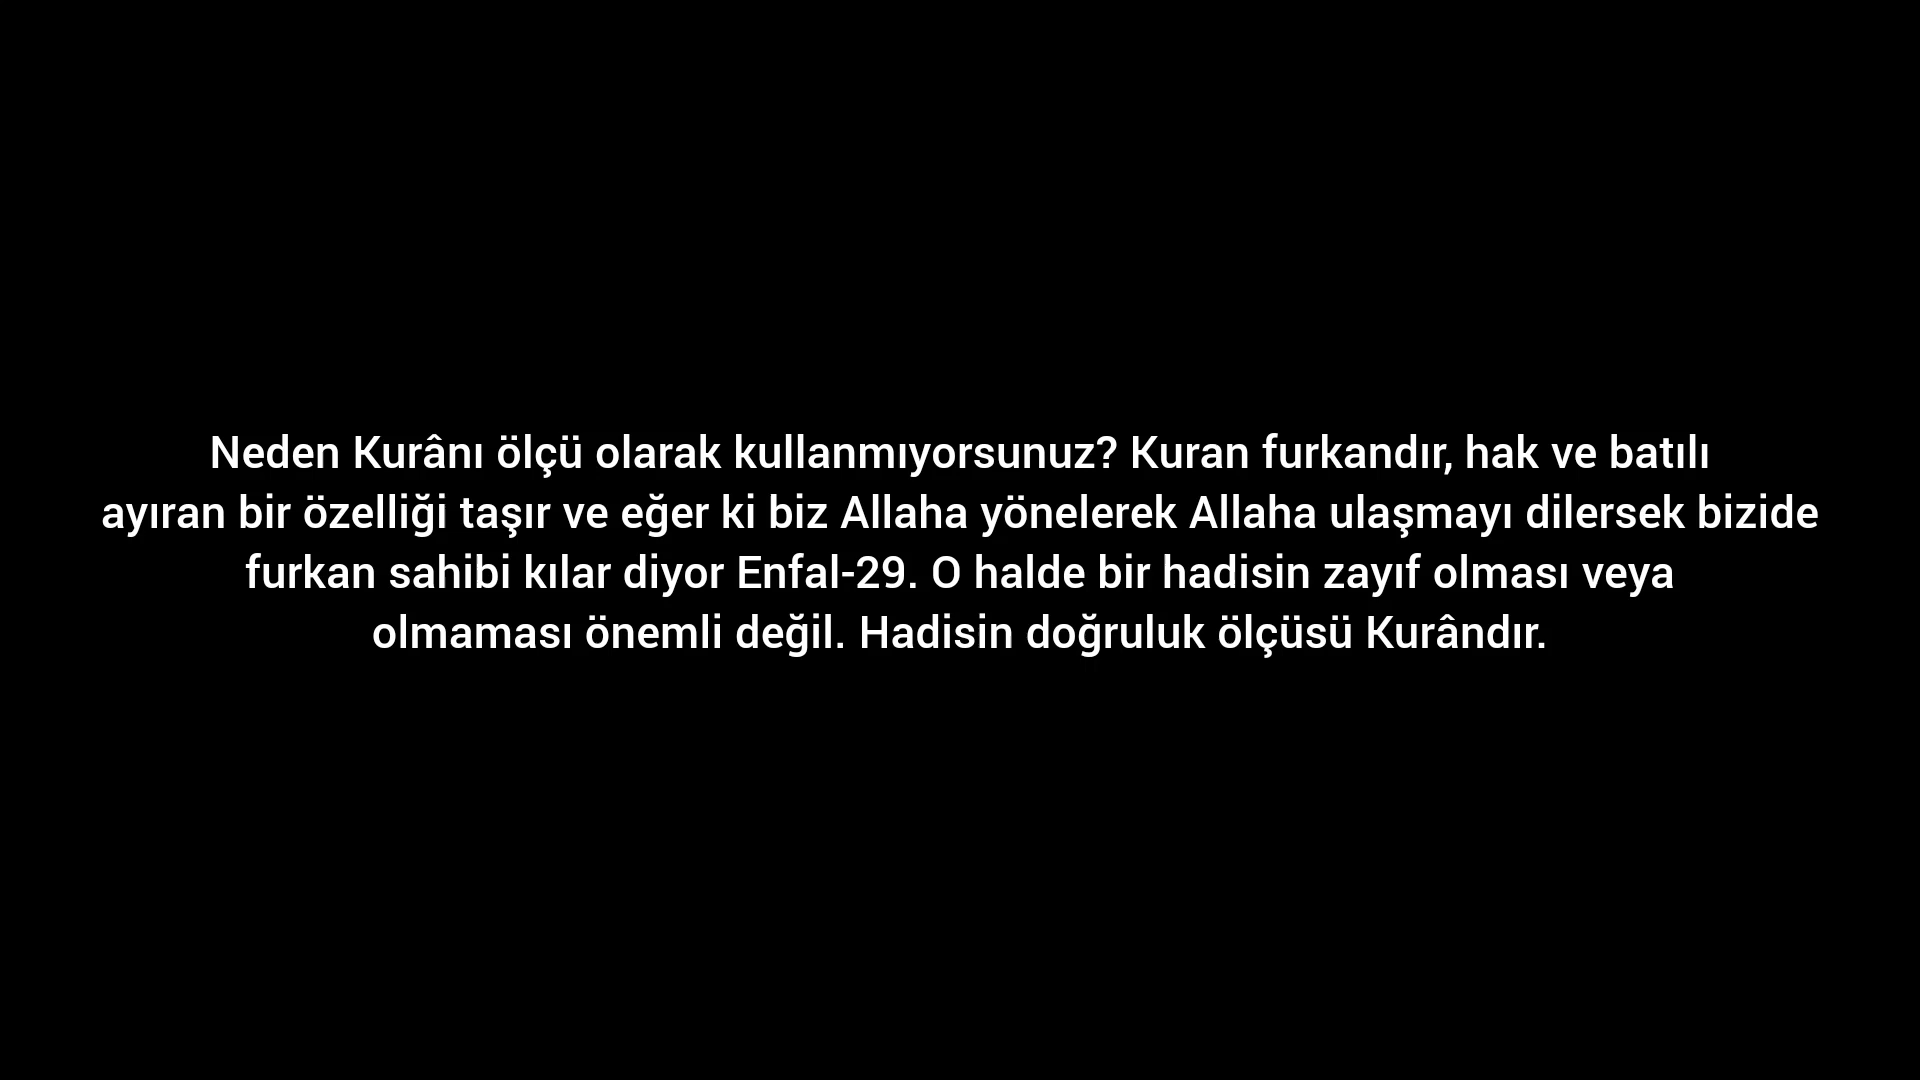 Neden Kurânı ölçü olarak kullanmıyorsunuz? Kuran furkandır, hak ve batılı
ayıran bir özelliği taşır ve eğer ki biz Allaha yönelerek Allaha ulaşmayı dilersek bizide
furkan sahibi kılar diyor Enfal-29. O halde bir hadisin zayıf olması veya
olmaması önemli değil. Hadisin doğruluk ölçüsü Kurândır.